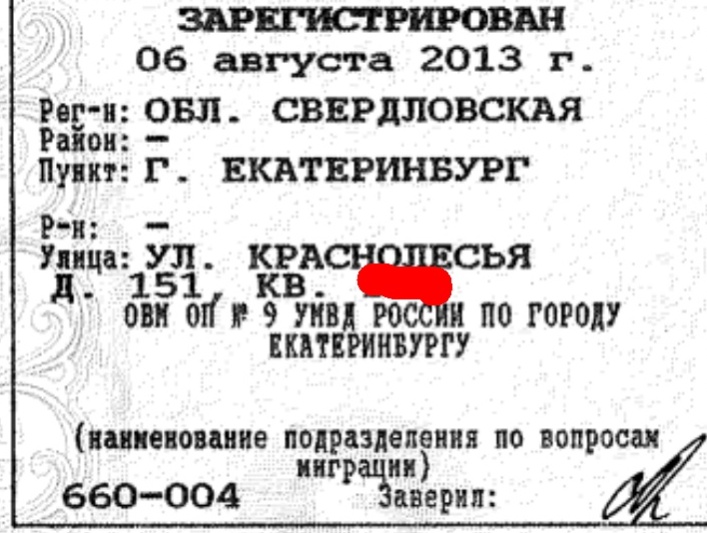 ЗАРЕГИСТРИРОВАН
06 августа 2013 г.
Рег-н: ОБЛ. СВЕРДЛОВСКАЯ
Район: –
Пункт: Г. ЕКАТЕРИНБУРГ
Р-н: –
Улица: УЛ. КРАСНОЛЕСЬЯ
Д. 151, КВ.
ОВМ ОП № 9 УМВД РОССИИ ПО ГОРОДУ
ЕКАТЕРИНБУРГУ
(наименование подразделения по вопросам
миграции)
660-004 Заверил: